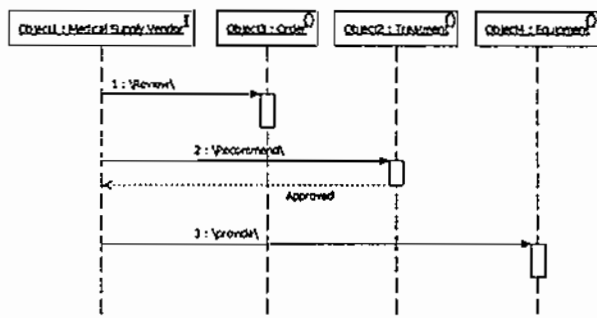 Object1 : Medical Supply Vendor
Object3 : Order
Object2 : Treatment
Object4 : Equipment
1 : \Review\
2 : \Recommend\
Approved
3 : \provide\